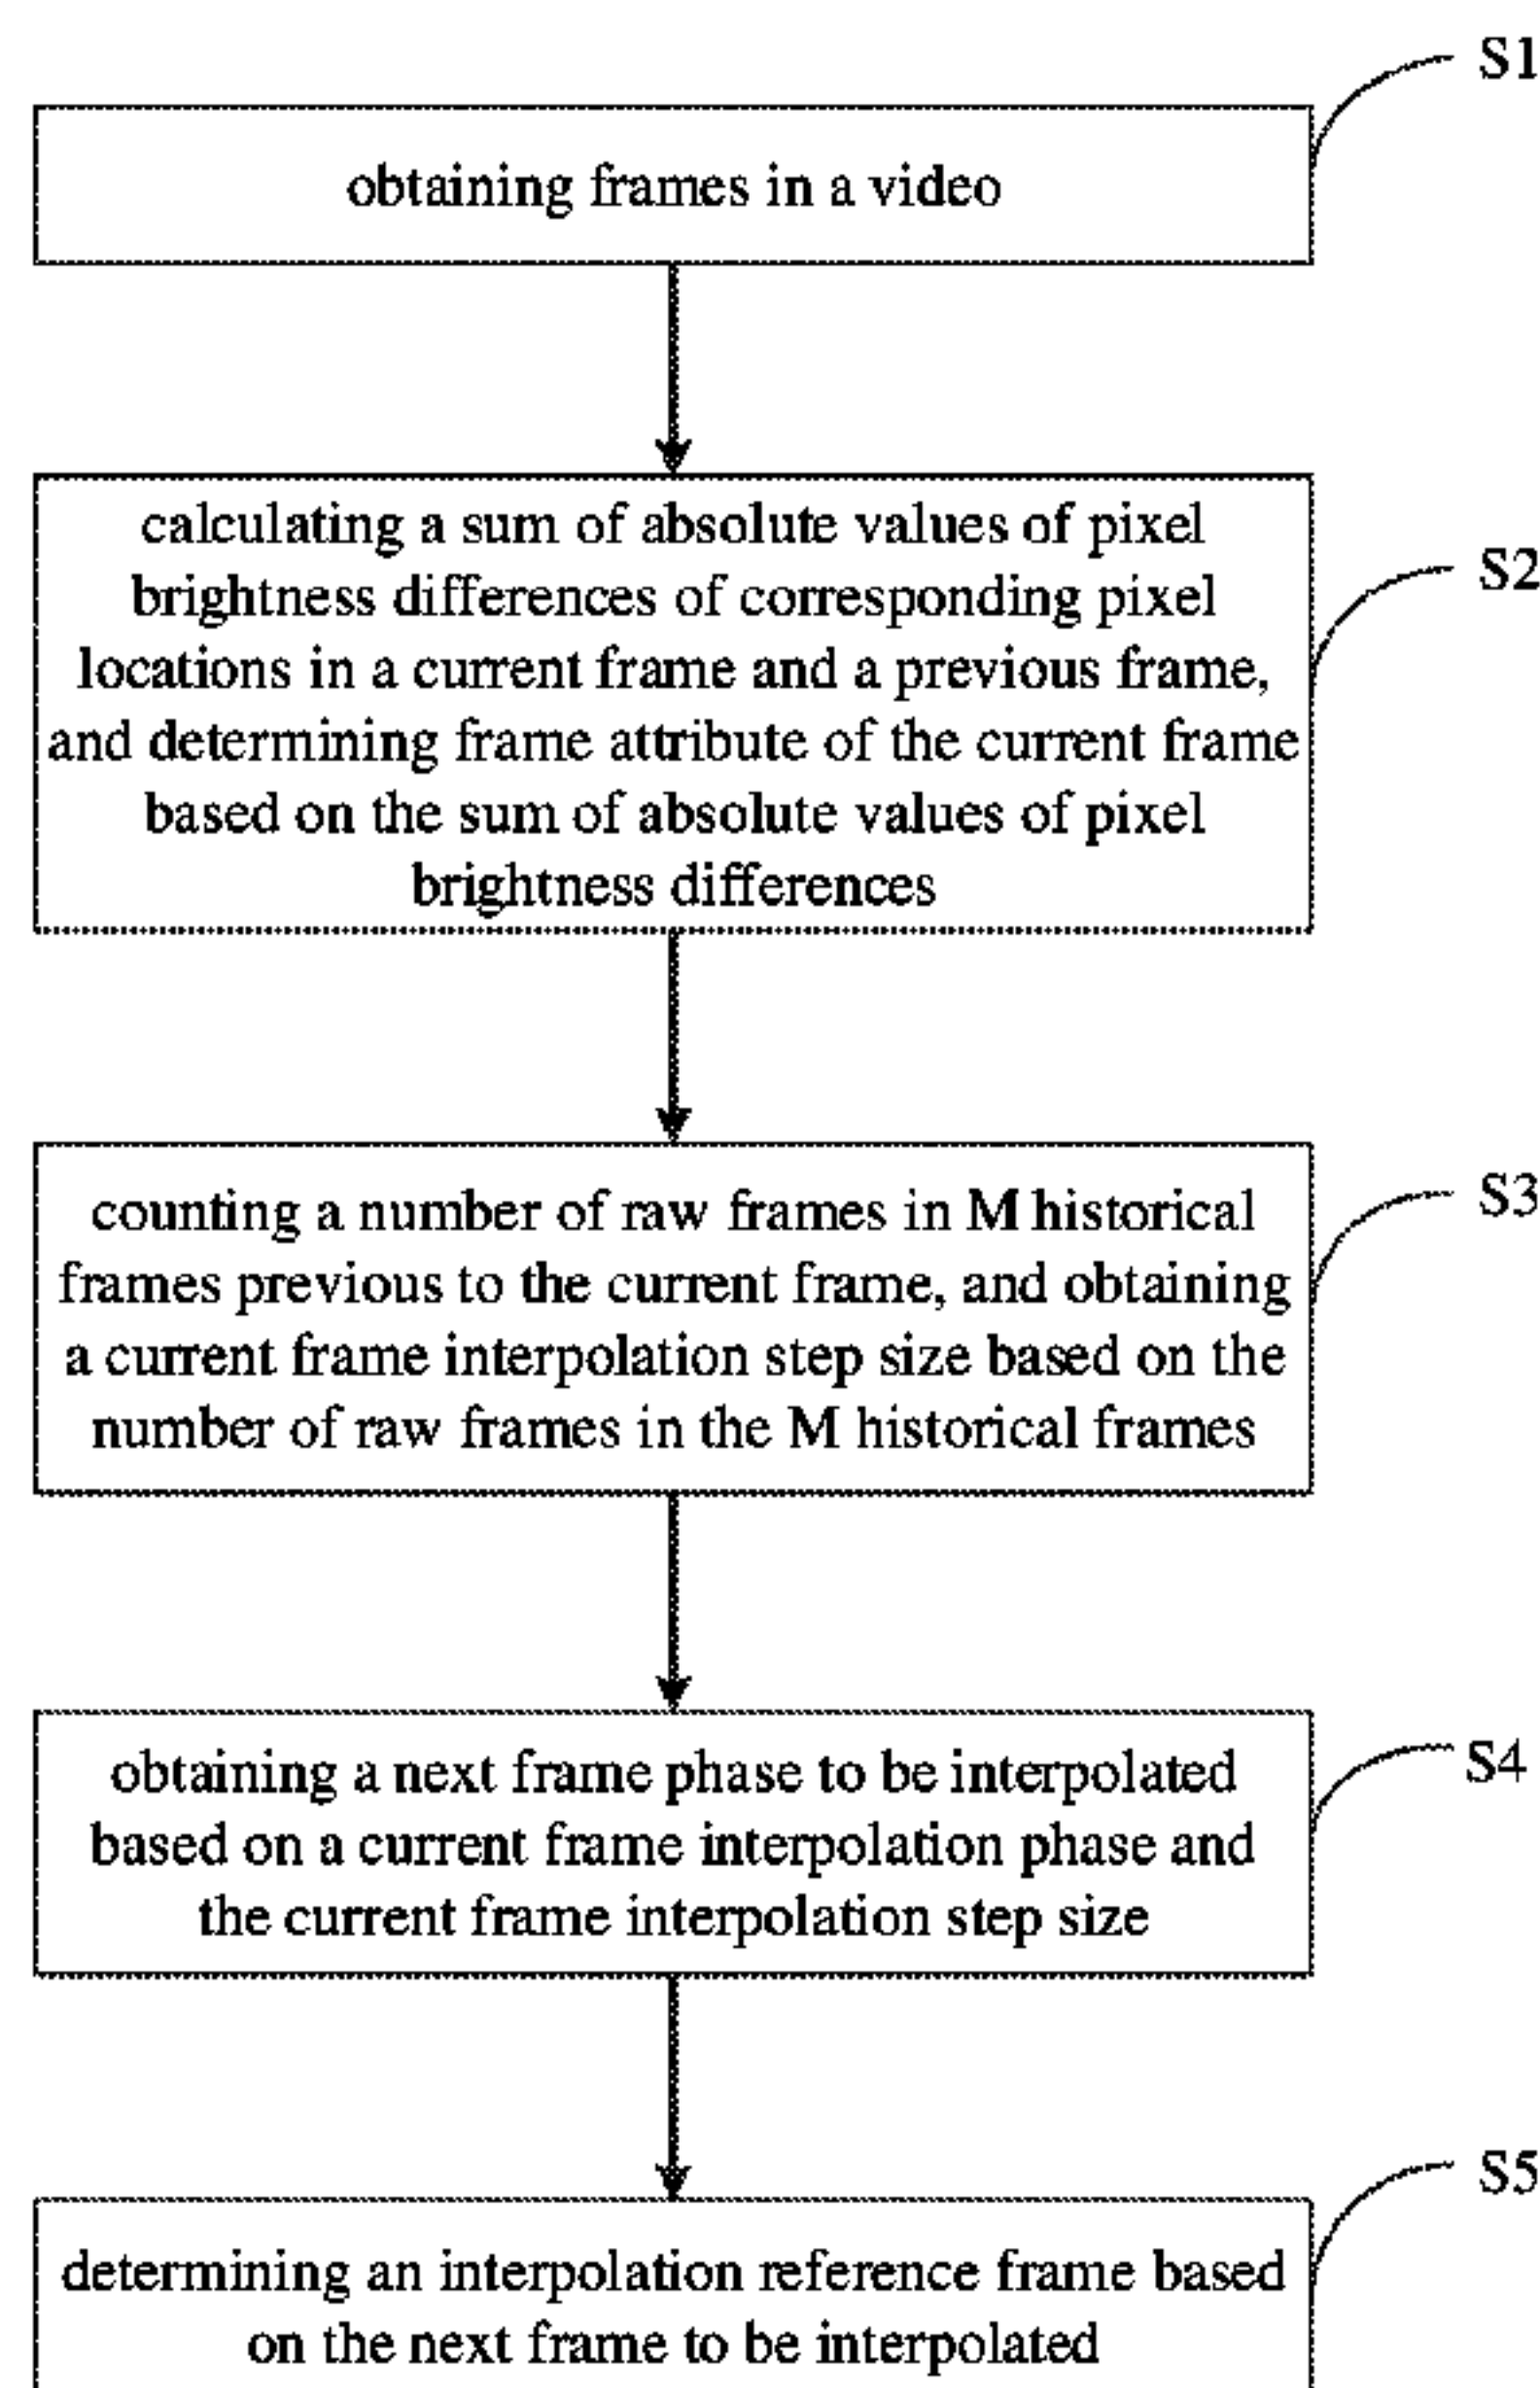 S1
obtaining frames in a video
calculating a sum of absolute values of pixel
brightness differences of corresponding pixel
locations in a current frame and a previous frame,
and determining frame attribute of the current frame
based on the sum of absolute values of pixel
brightness differences
S2
counting a number of raw frames in M historical
frames previous to the current frame, and obtaining
a current frame interpolation step size based on the
number of raw frames in the M historical frames
S3
obtaining a next frame phase to be interpolated
based on a current frame interpolation phase and
the current frame interpolation step size
S4
determining an interpolation reference frame based
on the next frame to be interpolated
S5